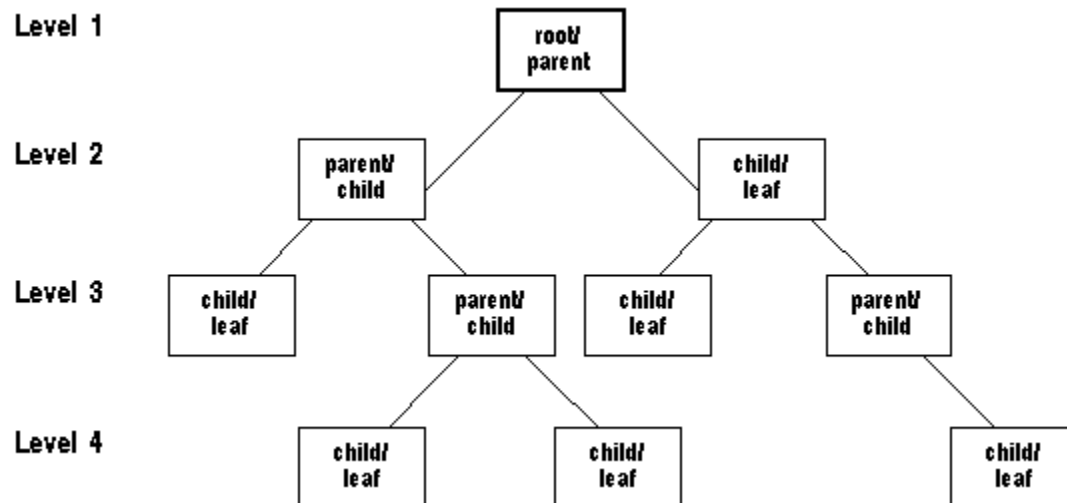 Level 1
root/
parent
Level 2
parent/
child
child/
leaf
Level 3
child/
leaf
parent/
child
child/
leaf
parent/
child
Level 4
child/
leaf
child/
leaf
child/
leaf